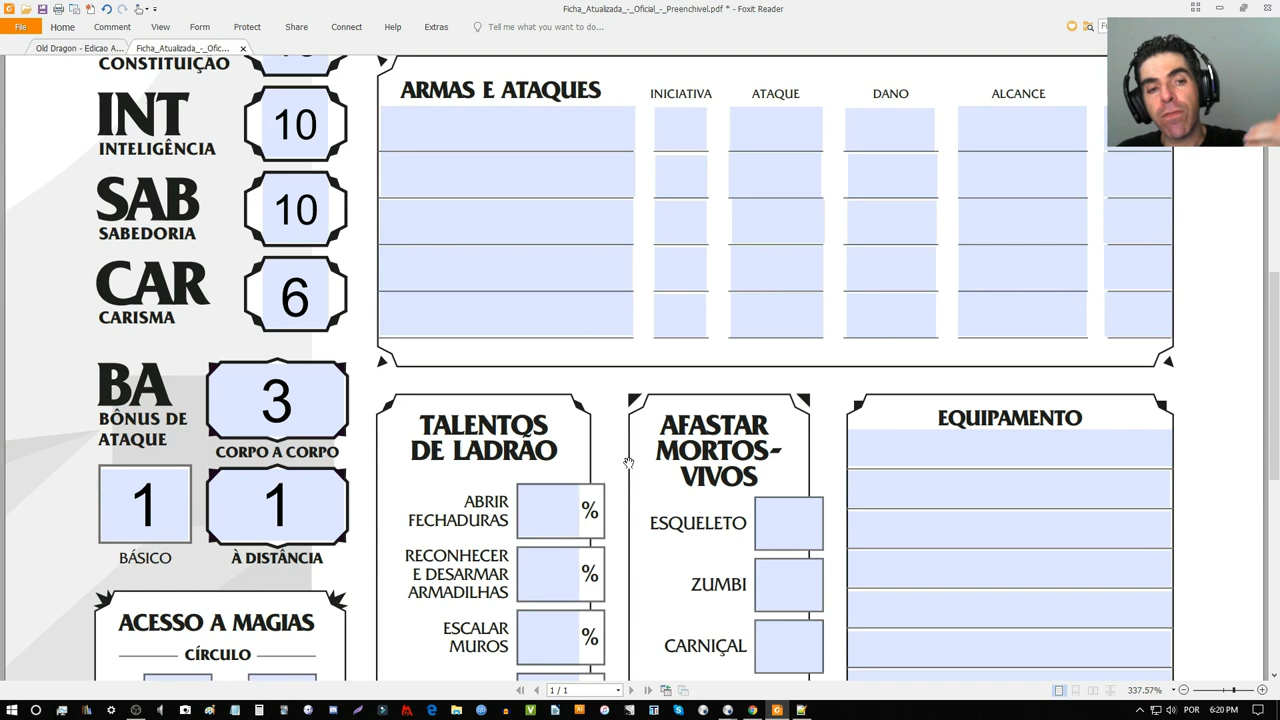 Ficha_Atualizada_-_Oficial_-_Preenchivel.pdf * - Foxit Reader
File
Home
Comment
View
Form
Protect
Share
Connect
Help
Extras
Tell me what you want to do...
Old Dragon - Edicao A...
Ficha_Atualizada_-_Ofic...
CONSTITUIÇÃO
INT
INTELIGÊNCIA
10
SAB
SABEDORIA
10
CAR
CARISMA
6
BA
BÔNUS DE
ATAQUE
3
CORPO A CORPO
1
BÁSICO
1
À DISTÂNCIA
ACESSO A MAGIAS
CÍRCULO
ARMAS E ATAQUES
INICIATIVA
ATAQUE
DANO
ALCANCE
TALENTOS
DE LADRÃO
ABRIR
FECHADURAS
%
RECONHECER
E DESARMAR
ARMADILHAS
%
ESCALAR
MUROS
%
AFASTAR
MORTOS-
VIVOS
ESQUELETO
ZUMBI
CARNIÇAL
EQUIPAMENTO
1 / 1
337.57%
POR
6:20 PM